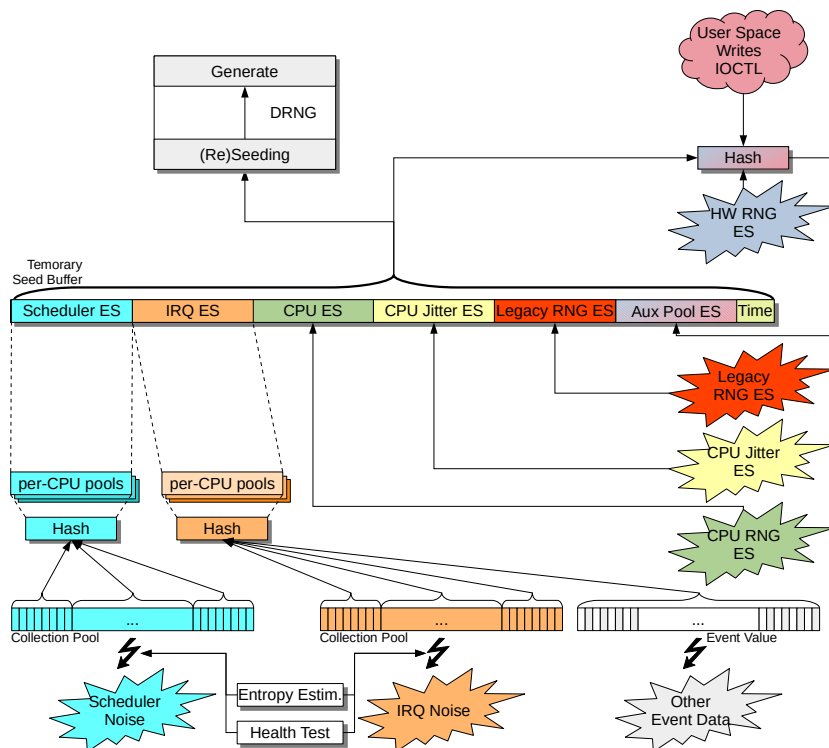 User Space
Writes
IOCTL
Generate
DRNG
(Re)Seeding
Hash
HW RNG
ES
Temorary
Seed Buffer
Scheduler ES
IRQ ES
CPU ES
CPU Jitter ES
Legacy RNG ES
Aux Pool ES
Time
Legacy
RNG ES
CPU Jitter
ES
per-CPU pools
per-CPU pools
Hash
Hash
CPU RNG
ES
...
...
...
Collection Pool
Collection Pool
Event Value
Scheduler
Noise
Entropy Estim.
Health Test
IRQ Noise
Other
Event Data